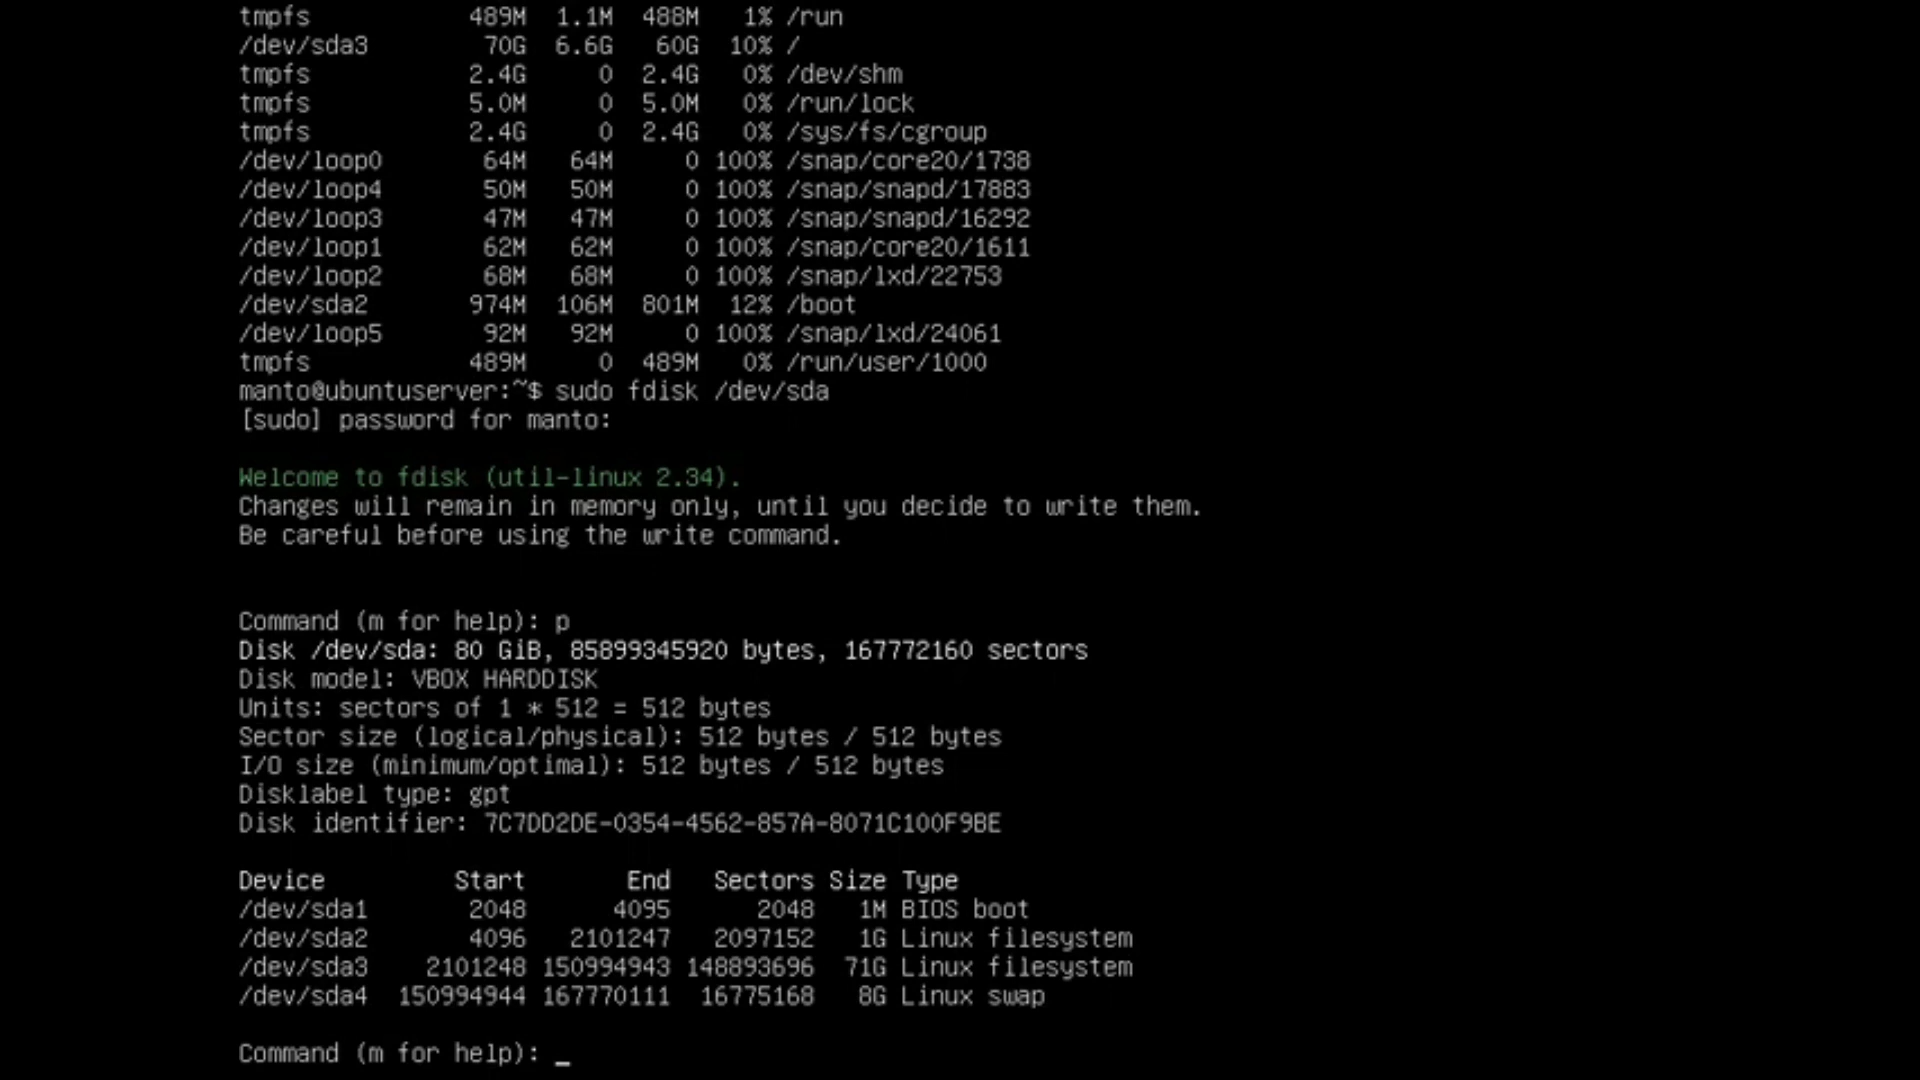 tmpfs 489M 1.1M 488M 1% /run
/dev/sda3 70G 6.6G 60G 10% /
tmpfs 2.4G 0 2.4G 0% /dev/shm
tmpfs 5.0M 0 5.0M 0% /run/lock
tmpfs 2.4G 0 2.4G 0% /sys/fs/cgroup
/dev/loop0 64M 64M 0 100% /snap/core20/1738
/dev/loop4 50M 50M 0 100% /snap/snapd/17883
/dev/loop3 47M 47M 0 100% /snap/snapd/16292
/dev/loop1 62M 62M 0 100% /snap/core20/1611
/dev/loop2 68M 68M 0 100% /snap/lxd/22753
/dev/sda2 974M 106M 801M 12% /boot
/dev/loop5 92M 92M 0 100% /snap/lxd/24061
tmpfs 489M 0 489M 0% /run/user/1000
manto@ubuntuserver:~$ sudo fdisk /dev/sda
[sudo] password for manto:
Welcome to fdisk (util-linux 2.34).
Changes will remain in memory only, until you decide to write them.
Be careful before using the write command.
Command (m for help): p
Disk /dev/sda: 80 GiB, 85899345920 bytes, 167772160 sectors
Disk model: VBOX HARDDISK
Units: sectors of 1 * 512 = 512 bytes
Sector size (logical/physical): 512 bytes / 512 bytes
I/O size (minimum/optimal): 512 bytes / 512 bytes
Disklabel type: gpt
Disk identifier: 7C7DD2DE-0354-4562-857A-8071C100F9BE
Device Start End Sectors Size Type
/dev/sda1 2048 4095 2048 1M BIOS boot
/dev/sda2 4096 2101247 2097152 1G Linux filesystem
/dev/sda3 2101248 150994943 148893696 71G Linux filesystem
/dev/sda4 150994944 167770111 16775168 8G Linux swap
Command (m for help): _